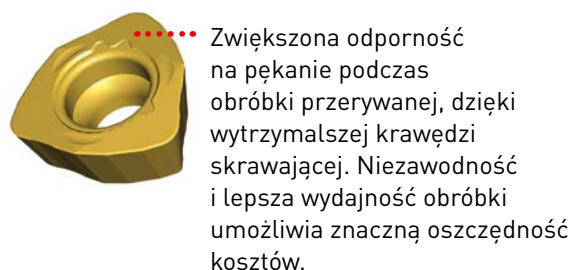 Zwiększona odporność
na pękanie podczas
obróbki przerywanej, dzięki
wytrzymalszej krawędzi
skrawającej. Niezawodność
i lepsza wydajność obróbki
umożliwia znaczną oszczędność
kosztów.